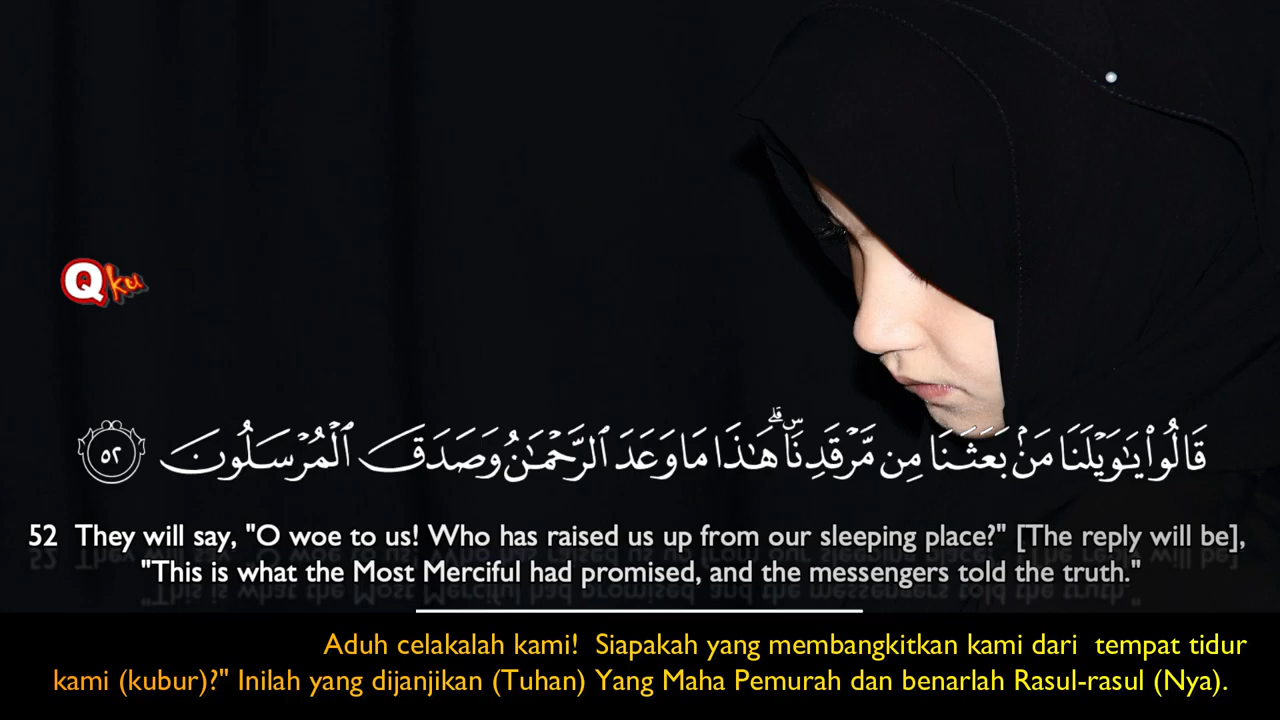 Qku
قَالُوا۟ يَٰوَيْلَنَا مَنۢ بَعَثَنَا مِن مَّرْقَدِنَا ۜ ۗ هَٰذَا مَا وَعَدَ ٱلرَّحْمَٰنُ وَصَدَقَ ٱلْمُرْسَلُونَ ٥٢
52 They will say, "O woe to us! Who has raised us up from our sleeping place?" [The reply will be],
"This is what the Most Merciful had promised, and the messengers told the truth."
Aduh celakalah kami! Siapakah yang membangkitkan kami dari tempat tidur
kami (kubur)?" Inilah yang dijanjikan (Tuhan) Yang Maha Pemurah dan benarlah Rasul-rasul (Nya).